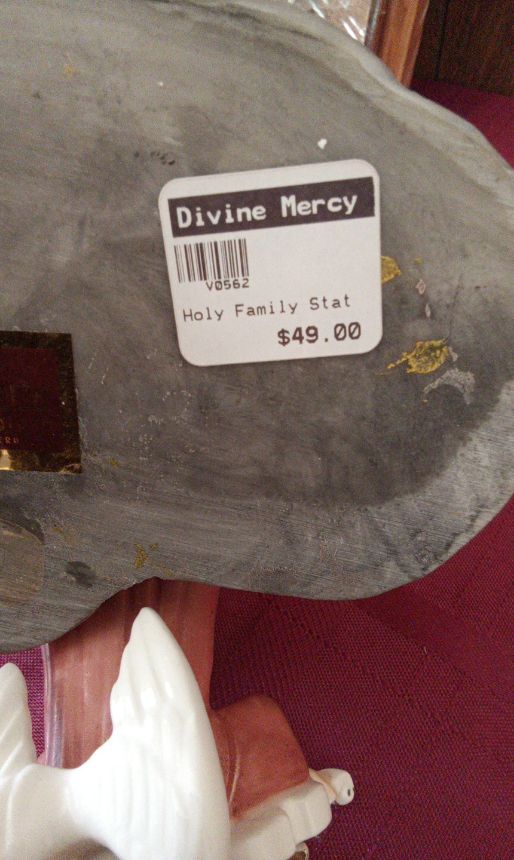 Divine Mercy
V0562
Holy Family Stat
$49.00